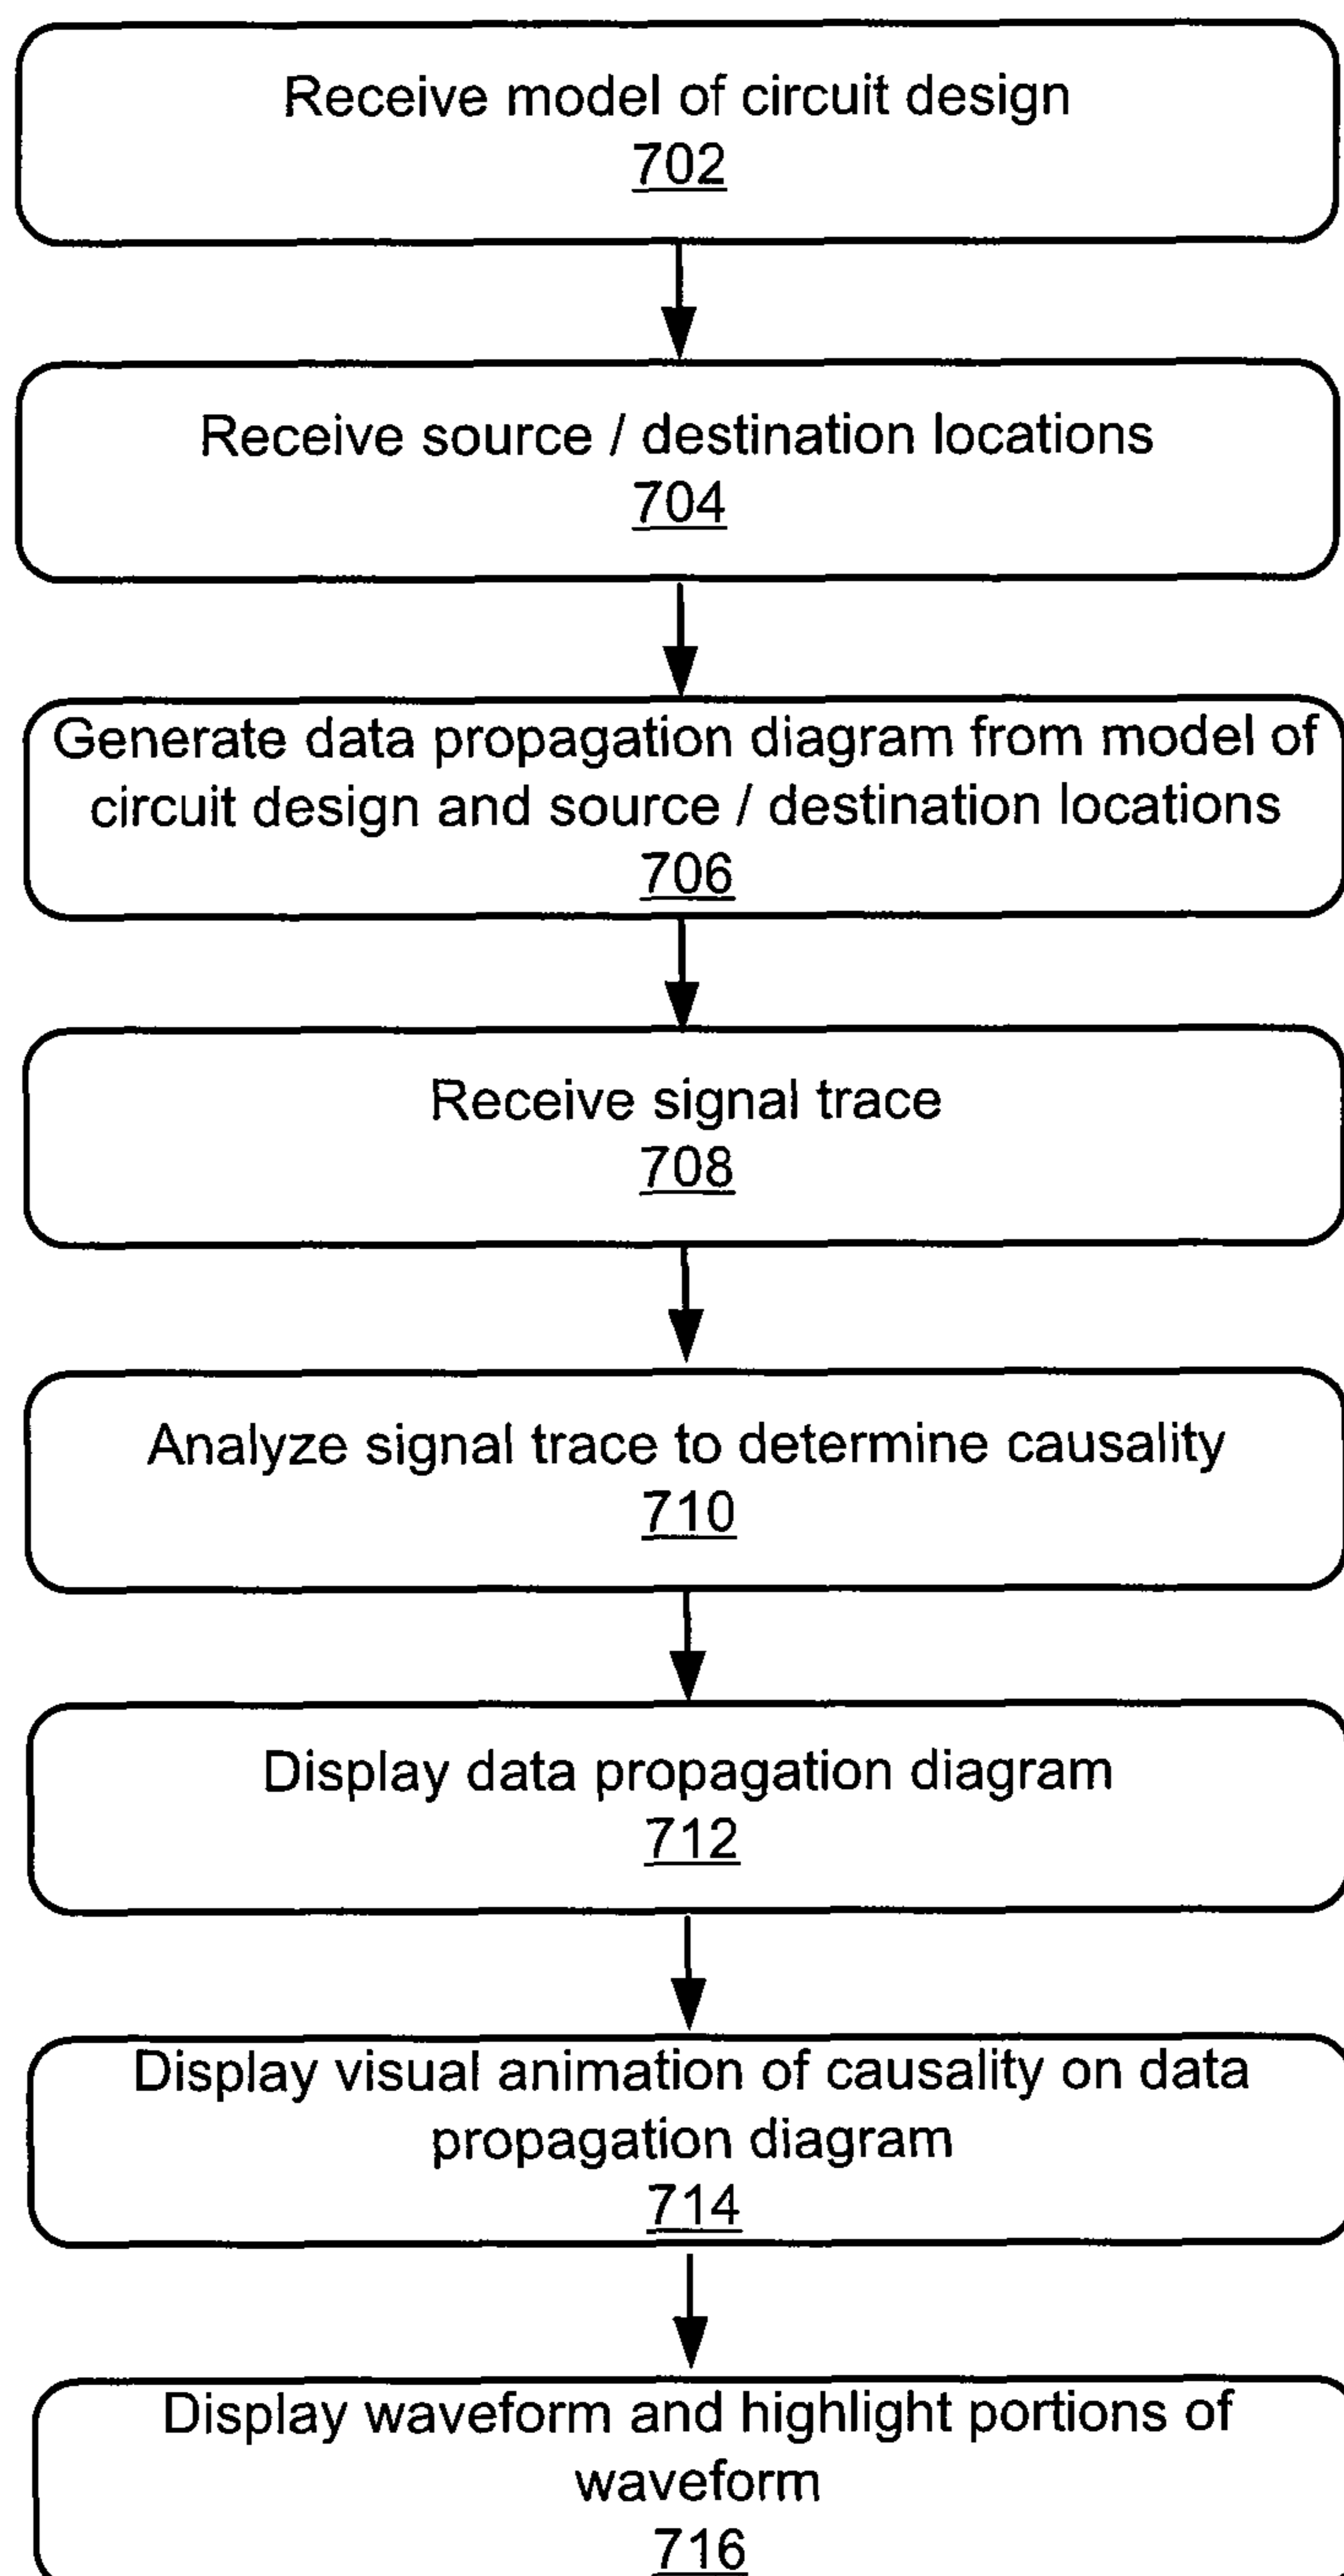 Receive model of circuit design
702
Receive source / destination locations
704
Generate data propagation diagram from model of
circuit design and source / destination locations
706
Receive signal trace
708
Analyze signal trace to determine causality
710
Display data propagation diagram
712
Display visual animation of causality on data
propagation diagram
714
Display waveform and highlight portions of
waveform
716